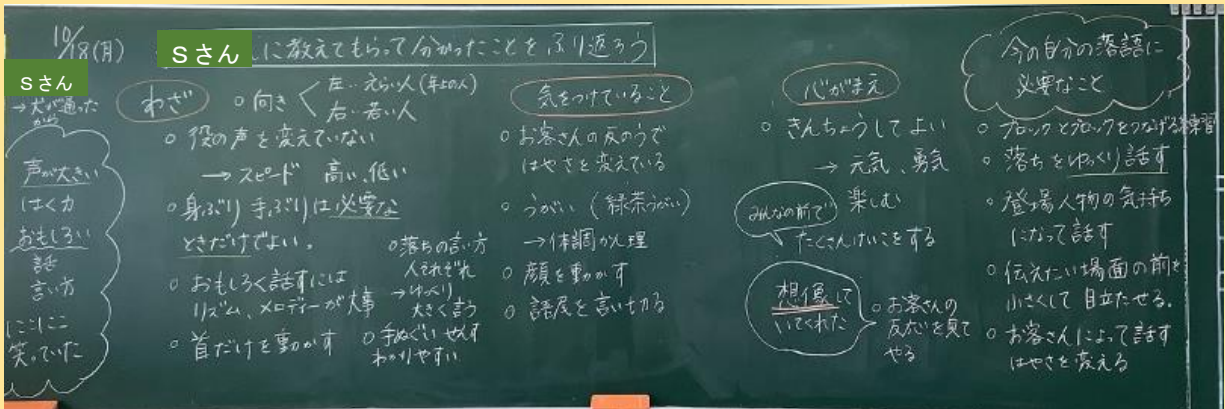 10/18(月)
Sさん
に教えてもらって分かったことをふり返ろう
Sさん
→犬が通った
から
声が大きい
はく力
おもしろい
話
言い方
にこにこ
笑っていた
わざ
○向き
左‥えらい人(年上の人)
右‥若い人
○役の声を変えていない
→スピード 高い、低い
○身ぶり手ぶりは必要な
ときだけでよい。
○おもしろく話すには
リズム、メロディーが大事
○首だけを動かす
○落ちの言い方
人それぞれ
→ゆっくり
大きく言う
○手ぬぐい せんす
わかりやすい
気をつけていること
○お客さんの反のうで
はやさを変えている
○うがい(緑茶うがい)
→体調かん理
○顔を動かす
○語尾を言い切る
心がまえ
○きんちょうしてよい
→元気、勇気
みんなの前で
楽しむ
たくさんけいこをする
想像して
いてくれた
○お客さんの
反応を見て
やる
今の自分の落語に
必要なこと
○ブロックとブロックをつなげる練習
○落ちをゆっくり話す
○登場人物の気持ち
になって話す
○伝えたい場面の前を
小さくして目立たせる。
○お客さんによって話す
はやさを変える